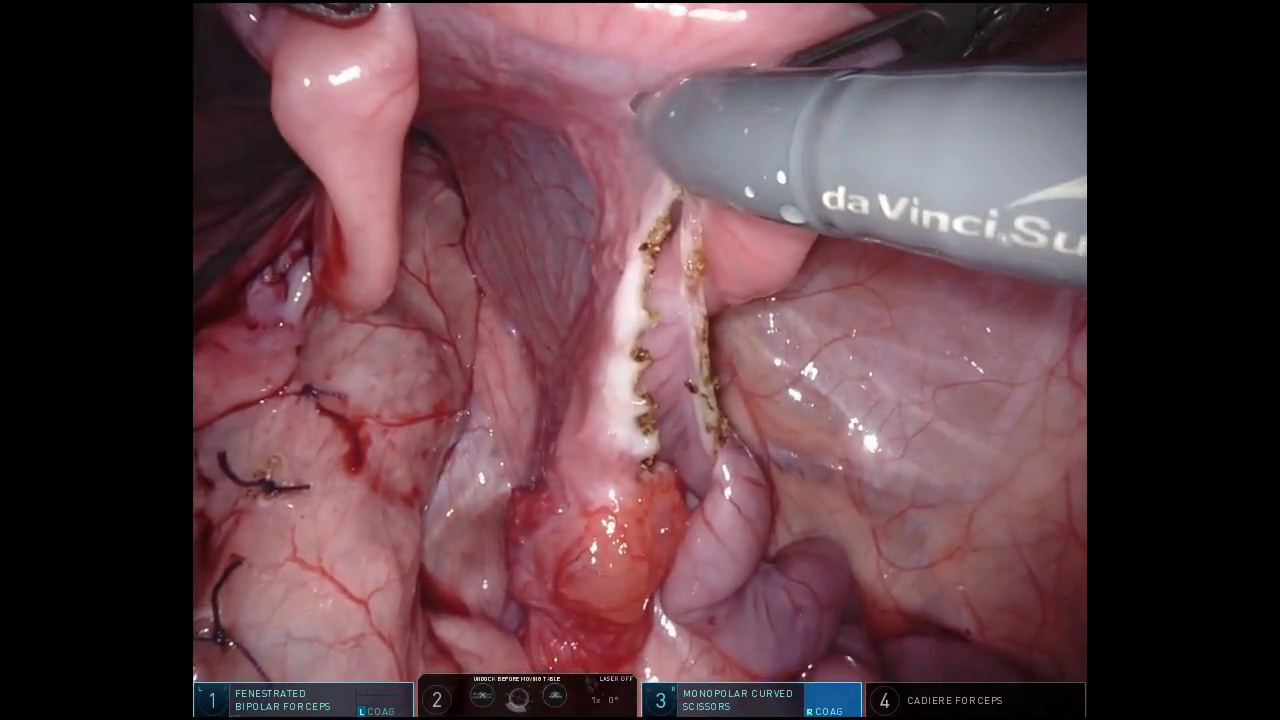 da Vinci.Su
UNDOCK BEFORE MOVING TABLE
LASER OFF
1 FENESTRATED
BIPOLAR FORCEPS
L COAG
2
1x 0°
3 MONOPOLAR CURVED
SCISSORS
R COAG
4 CADIERE FORCEPS